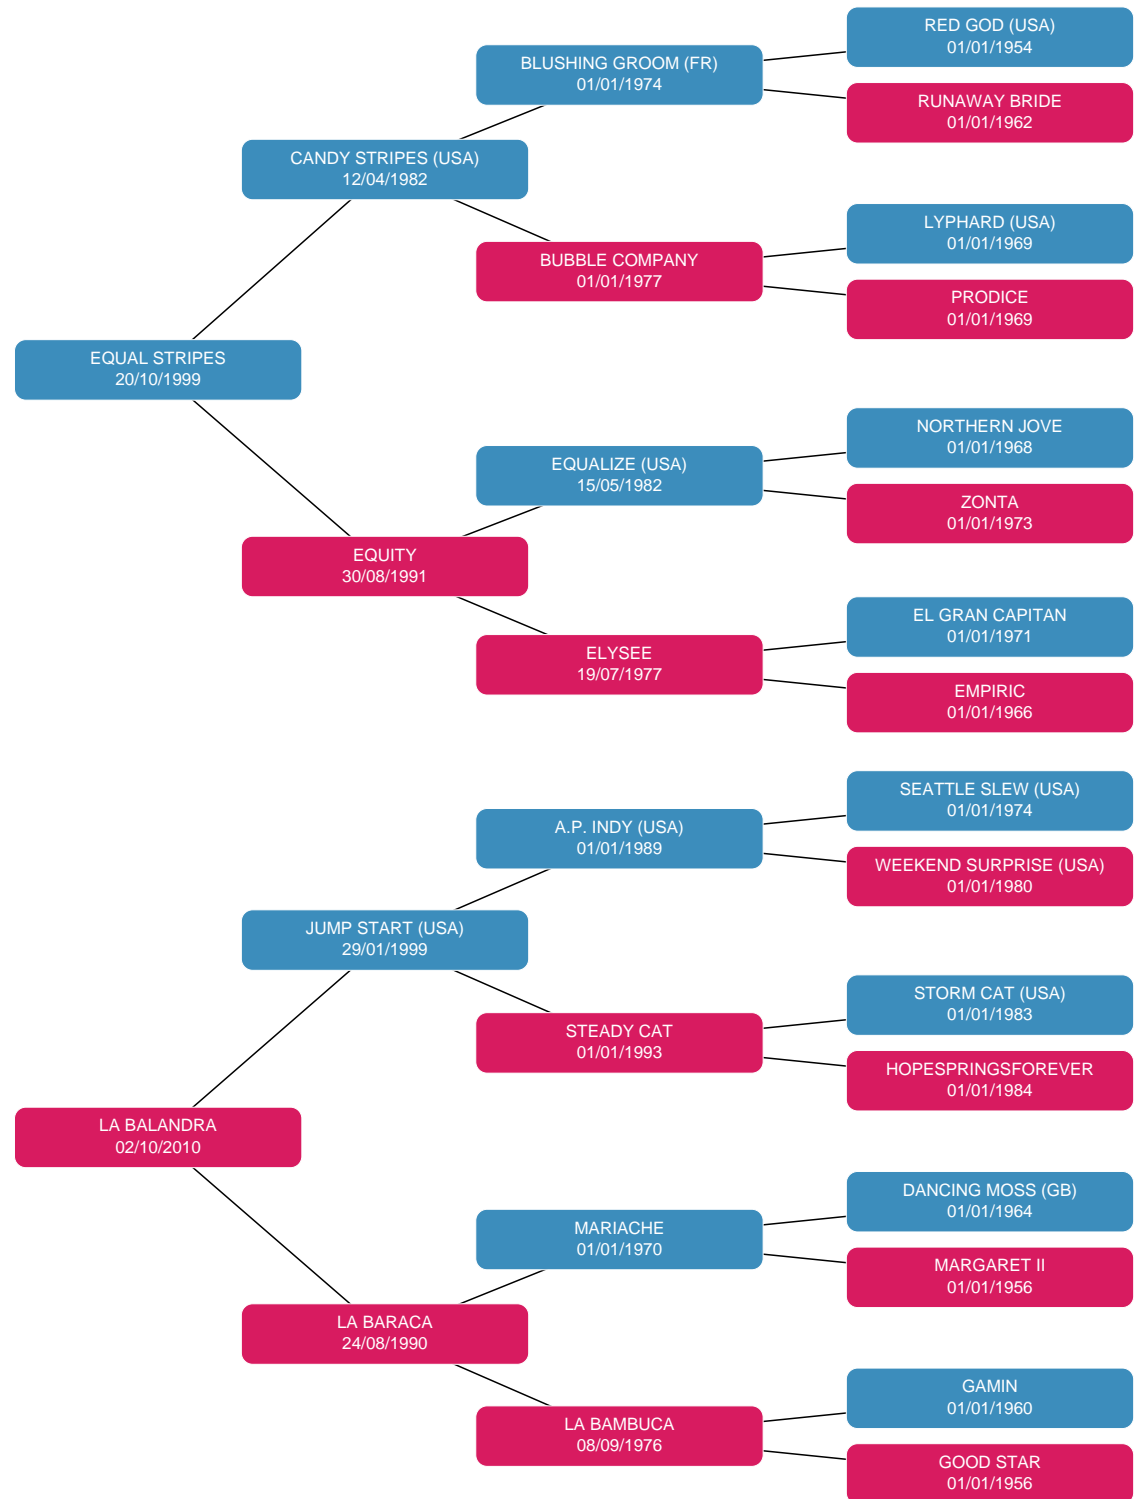 RED GOD (USA)
01/01/1954
BLUSHING GROOM (FR)
01/01/1974
RUNAWAY BRIDE
01/01/1962
CANDY STRIPES (USA)
12/04/1982
LYPHARD (USA)
01/01/1969
BUBBLE COMPANY
01/01/1977
PRODICE
01/01/1969
EQUAL STRIPES
20/10/1999
NORTHERN JOVE
01/01/1968
EQUALIZE (USA)
15/05/1982
ZONTA
01/01/1973
EQUITY
30/08/1991
EL GRAN CAPITAN
01/01/1971
ELYSEE
19/07/1977
EMPIRIC
01/01/1966
SEATTLE SLEW (USA)
01/01/1974
A.P. INDY (USA)
01/01/1989
WEEKEND SURPRISE (USA)
01/01/1980
JUMP START (USA)
29/01/1999
STORM CAT (USA)
01/01/1983
STEADY CAT
01/01/1993
HOPESPRINGSFOREVER
01/01/1984
LA BALANDRA
02/10/2010
DANCING MOSS (GB)
01/01/1964
MARIACHE
01/01/1970
MARGARET II
01/01/1956
LA BARACA
24/08/1990
GAMIN
01/01/1960
LA BAMBUCA
08/09/1976
GOOD STAR
01/01/1956